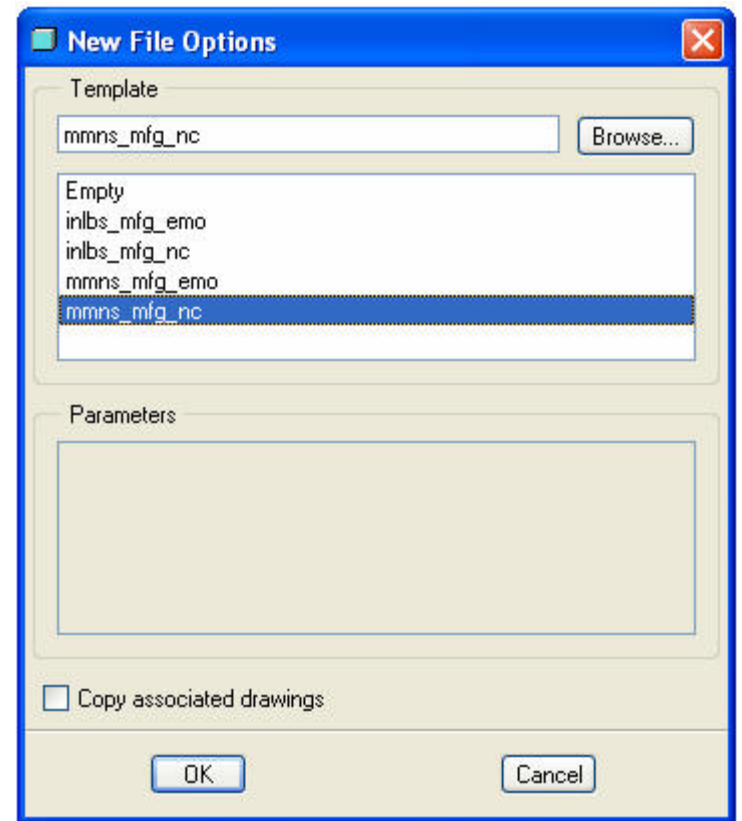 New File Options
Template
mmns_mfg_nc
Browse...
Empty
inlbs_mfg_emo
inlbs_mfg_nc
mmns_mfg_emo
mmns_mfg_nc
Parameters
Copy associated drawings
OK
Cancel